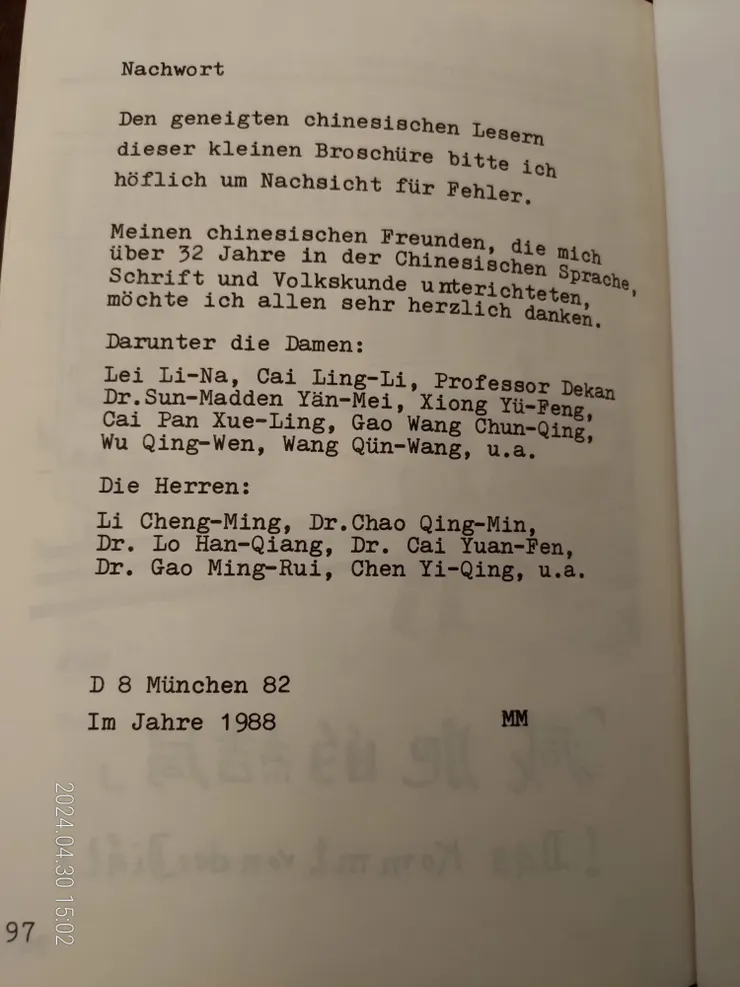 Nachwort
Den geneigten chinesischen Lesern
dieser kleinen Broschüre bitte ich
höflich um Nachsicht für Fehler.
Meinen chinesischen Freunden, die mich
über 32 Jahre in der Chinesischen Sprache,
Schrift und Volkskunde unterichteten,
möchte ich allen sehr herzlich danken.
Darunter die Damen:
Lei Li-Na, Cai Ling-Li, Professor Dekan
Dr.Sun-Madden Yän-Mei, Xiong Yü-Feng,
Cai Pan Xue-Ling, Gao Wang Chun-Qing,
Wu Qing-Wen, Wang Qün-Wang, u.a.
Die Herren:
Li Cheng-Ming, Dr.Chao Qing-Min,
Dr. Lo Han-Qiang, Dr. Cai Yuan-Fen,
Dr. Gao Ming-Rui, Chen Yi-Qing, u.a.
D 8 München 82
Im Jahre 1988 MM
97
2024.04.30 15:02